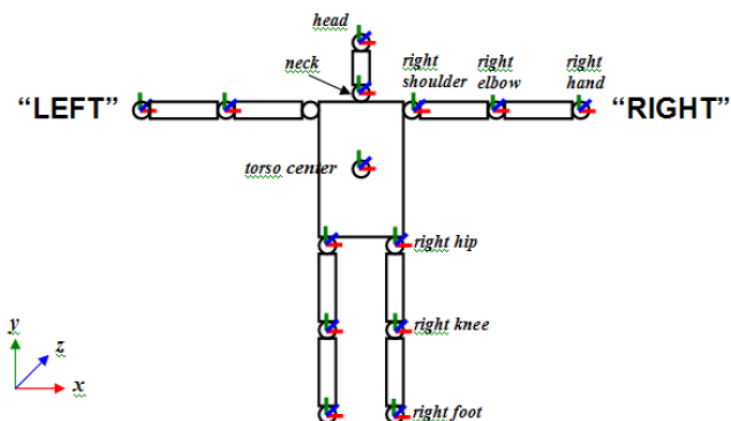 head
neck
right
shoulder
right
elbow
right
hand
“LEFT”
“RIGHT”
torso center
right hip
y
z
x
right knee
right foot